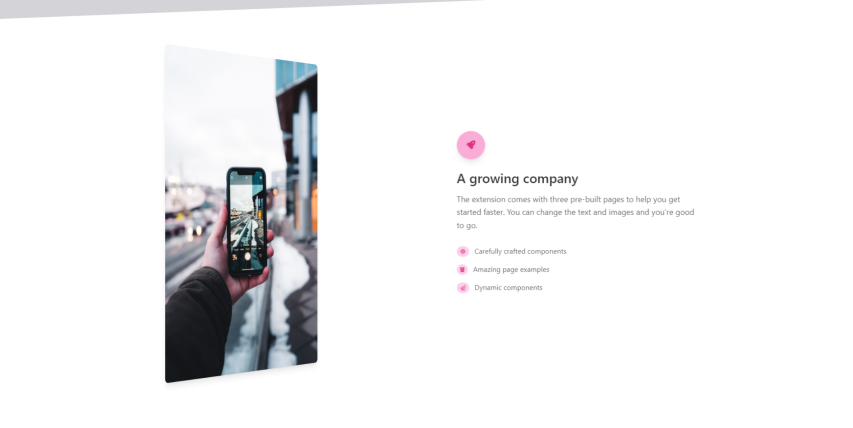 A growing company
The extension comes with three pre-built pages to help you get
started faster. You can change the text and images and you're good
to go.
Carefully crafted components
Amazing page examples
Dynamic components